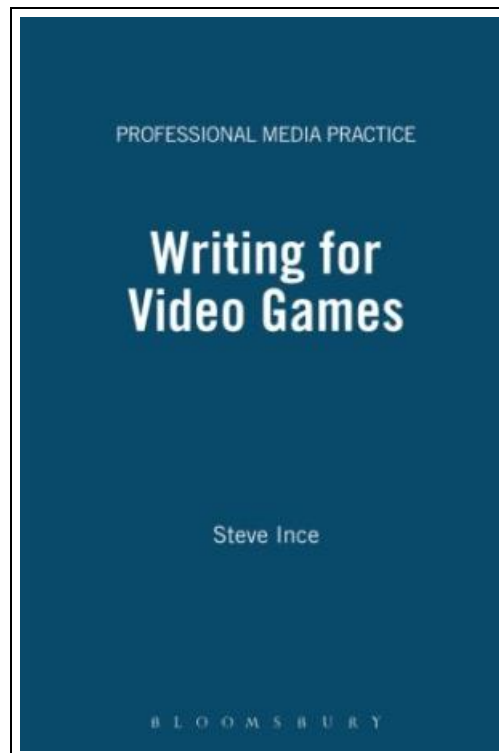 PROFESSIONAL MEDIA PRACTICE
Writing for
Video Games
Steve Ince
BLOOMSBURY